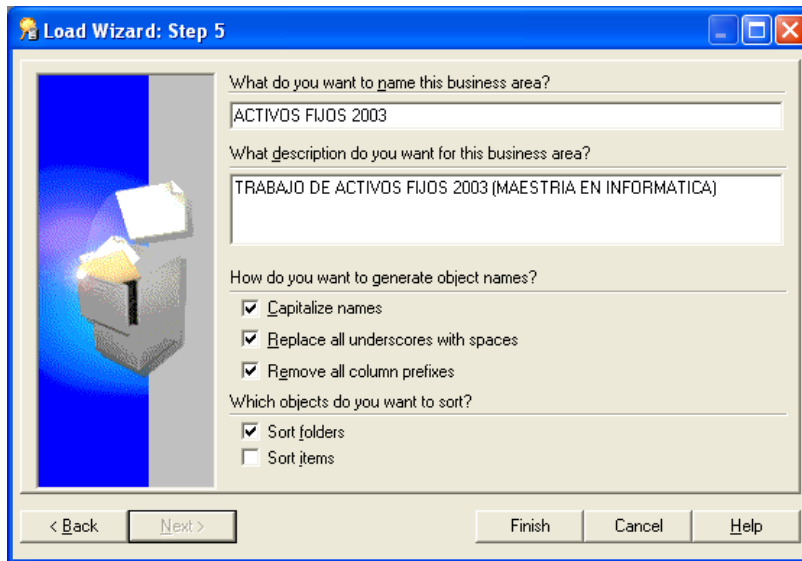 Load Wizard: Step 5
What do you want to name this business area?
ACTIVOS FIJOS 2003
What description do you want for this business area?
TRABAJO DE ACTIVOS FIJOS 2003 (MAESTRIA EN INFORMATICA)
How do you want to generate object names?
Capitalize names
Replace all underscores with spaces
Remove all column prefixes
Which objects do you want to sort?
Sort folders
Sort items
< Back Next > Finish Cancel Help